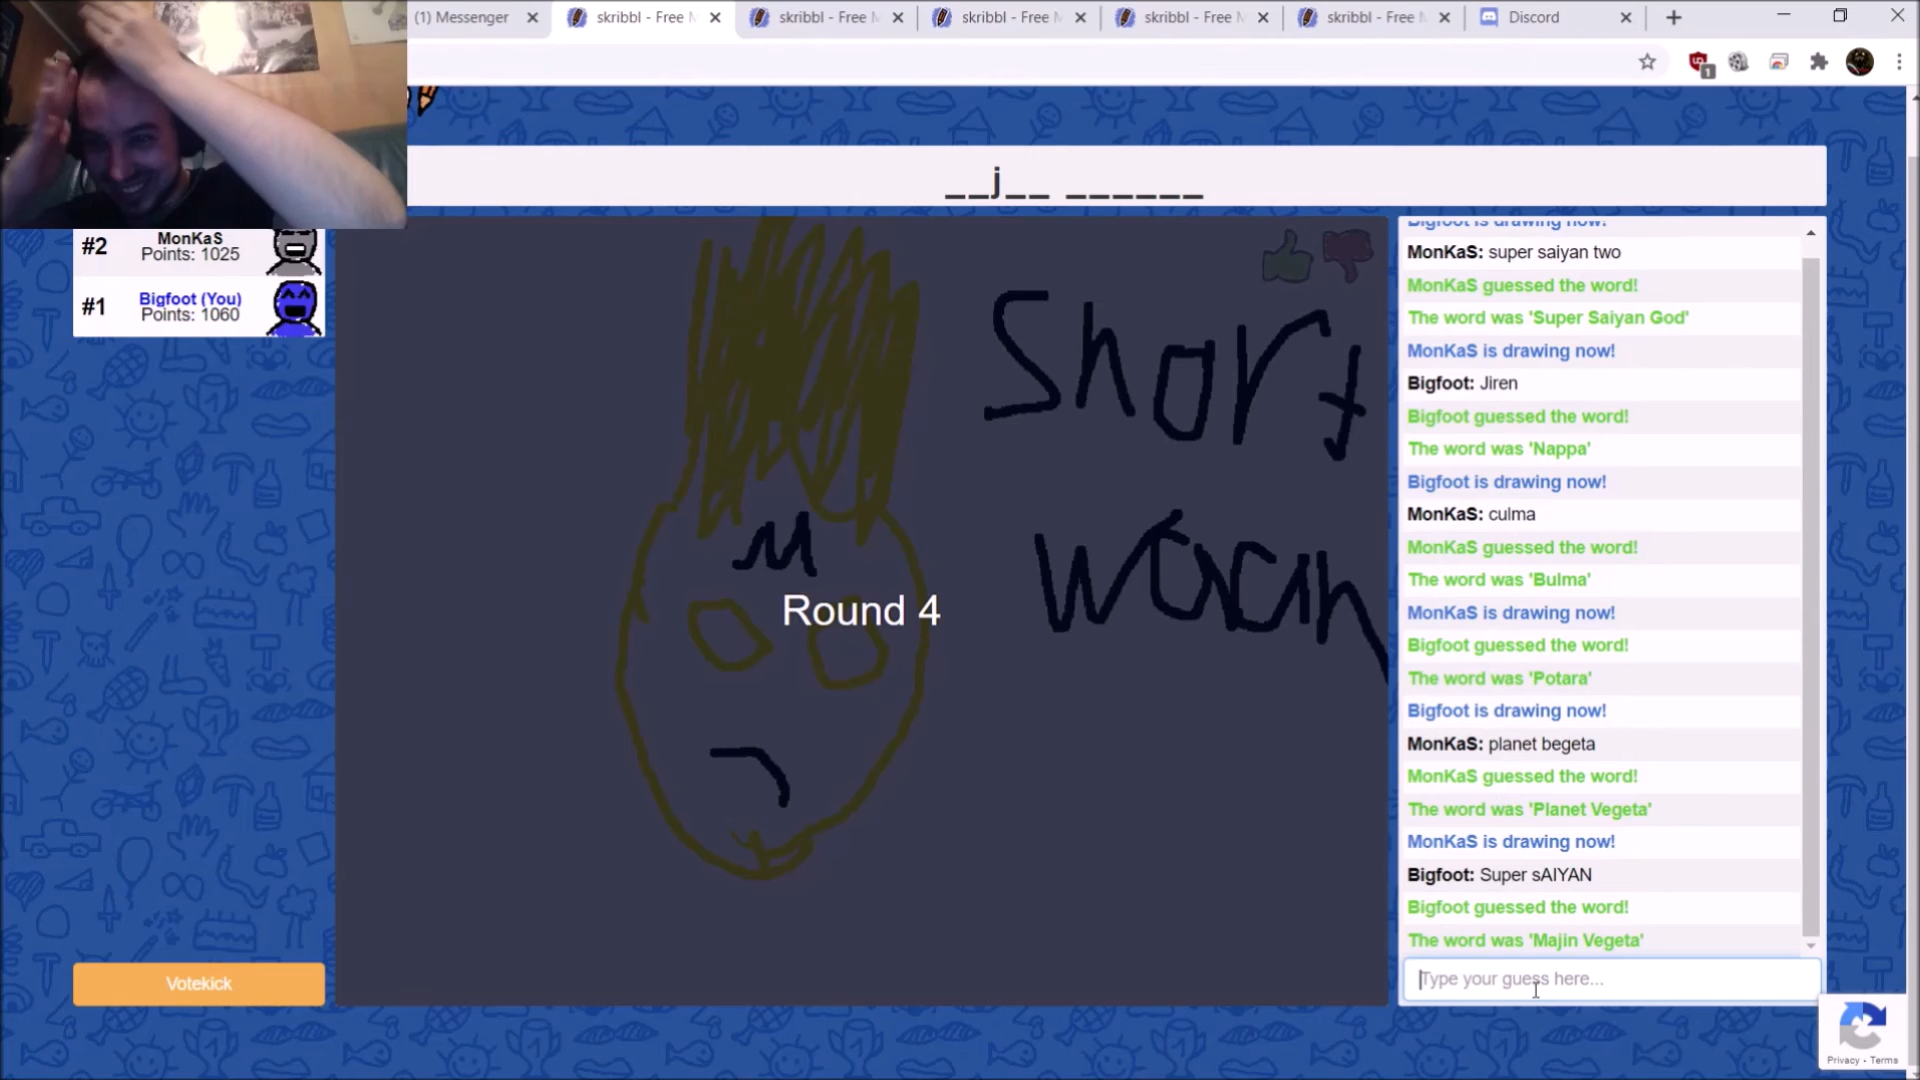 (1) Messenger
skribbl - Free M
skribbl - Free M
skribbl - Free M
skribbl - Free M
skribbl - Free M
Discord
1
__j__ ______
#2
MonKaS
Points: 1025
#1
Bigfoot (You)
Points: 1060
Short
Round 4
Bigfoot is drawing now!
MonKaS: super saiyan two
MonKaS guessed the word!
The word was 'Super Saiyan God'
MonKaS is drawing now!
Bigfoot: Jiren
Bigfoot guessed the word!
The word was 'Nappa'
Bigfoot is drawing now!
MonKaS: culma
MonKaS guessed the word!
The word was 'Bulma'
MonKaS is drawing now!
Bigfoot guessed the word!
The word was 'Potara'
Bigfoot is drawing now!
MonKaS: planet begeta
MonKaS guessed the word!
The word was 'Planet Vegeta'
MonKaS is drawing now!
Bigfoot: Super sAIYAN
Bigfoot guessed the word!
The word was 'Majin Vegeta'
Type your guess here...
Votekick
Privacy - Terms